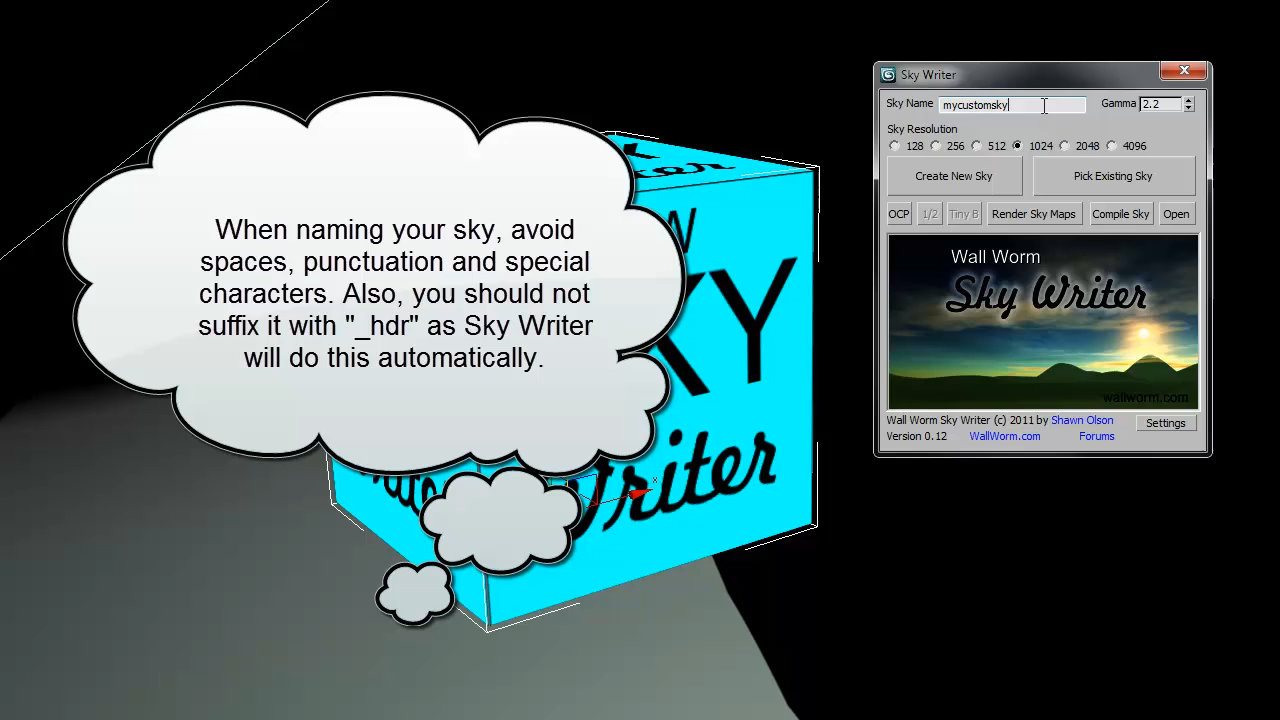 When naming your sky, avoid
spaces, punctuation and special
characters. Also, you should not
suffix it with "_hdr" as Sky Writer
will do this automatically.
KY
Writer
Sky Writer
Sky Name mycustomsky Gamma 2.2
Sky Resolution
128 256 512 1024 2048 4096
Create New Sky Pick Existing Sky
OCP 1/2 Tiny B Render Sky Maps Compile Sky Open
Wall Worm
Sky Writer
wallworm.com
Wall Worm Sky Writer (c) 2011 by Shawn Olson Settings
Version 0.12 WallWorm.com Forums